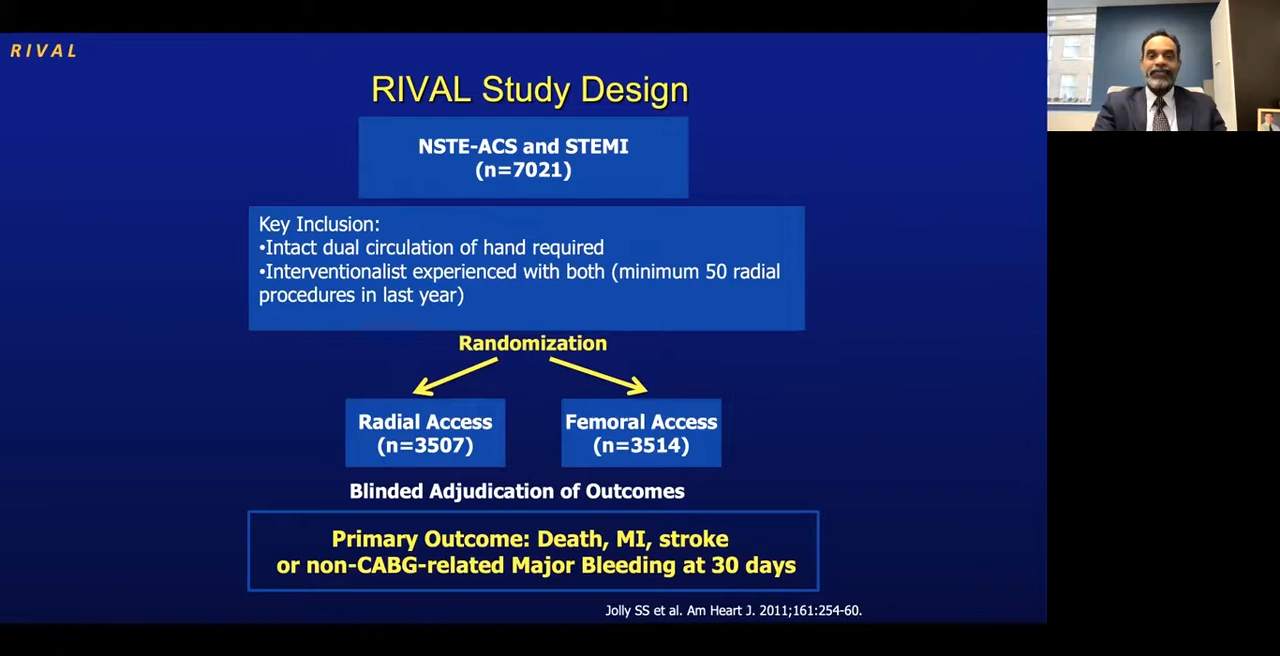 RIVAL
RIVAL Study Design
NSTE-ACS and STEMI
(n=7021)
Key Inclusion:
•Intact dual circulation of hand required
•Interventionalist experienced with both (minimum 50 radial
procedures in last year)
Randomization
Radial Access
(n=3507)
Femoral Access
(n=3514)
Blinded Adjudication of Outcomes
Primary Outcome: Death, MI, stroke
or non-CABG-related Major Bleeding at 30 days
Jolly SS et al. Am Heart J. 2011;161:254-60.